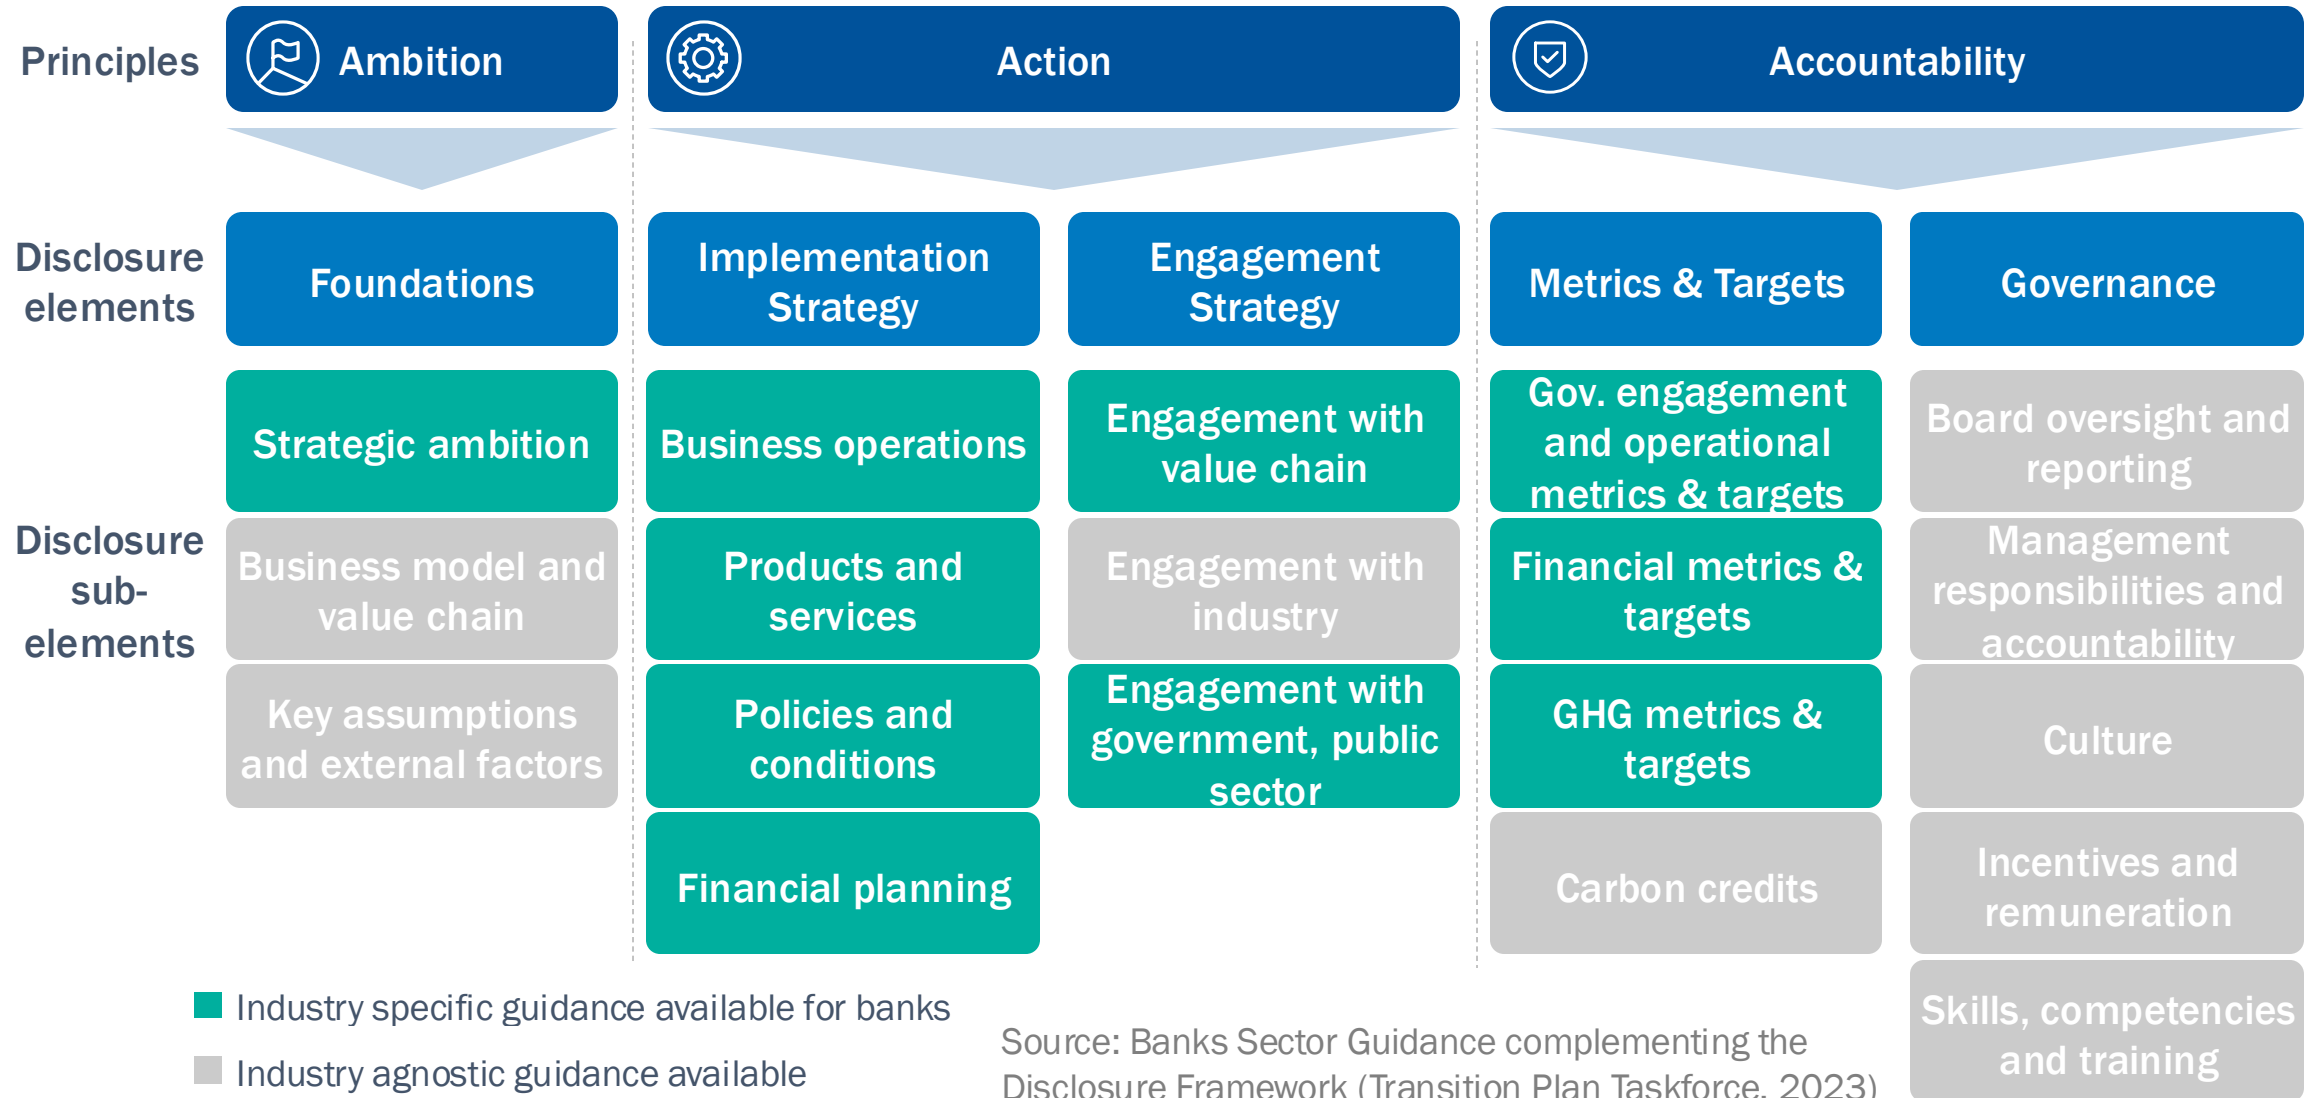 Principles
Ambition
Action
Accountability
Disclosure
elements
Foundations
Implementation
Strategy
Engagement
Strategy
Metrics & Targets
Governance
Disclosure
sub-
elements
Strategic ambition
Business model and
value chain
Key assumptions
and external factors
Business operations
Products and
services
Policies and
conditions
Financial planning
Engagement with
value chain
Engagement with
industry
Engagement with
government, public
sector
Gov. engagement
and operational
metrics & targets
Financial metrics &
targets
GHG metrics &
targets
Carbon credits
Board oversight and
reporting
Management
responsibilities and
accountability
Culture
Incentives and
remuneration
Skills, competencies
and training
Industry specific guidance available for banks
Industry agnostic guidance available
Source: Banks Sector Guidance complementing the
Disclosure Framework (Transition Plan Taskforce, 2023)